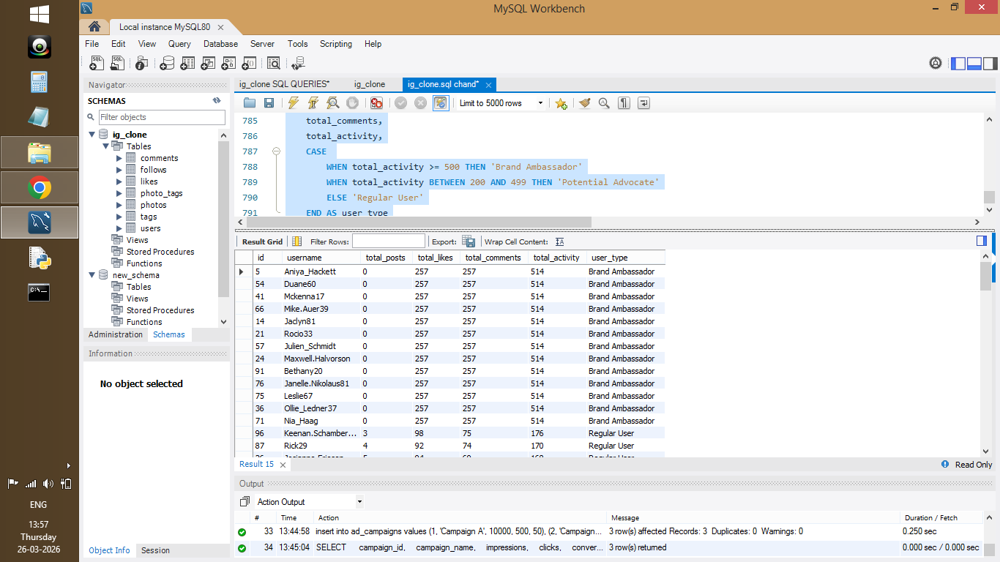 MySQL Workbench
Local instance MySQL80
File Edit View Query Database Server Tools Scripting Help
Navigator
SCHEMAS
Filter objects
ig_clone
Tables
comments
follows
likes
photo_tags
photos
tags
users
Views
Stored Procedures
Functions
new_schema
Tables
Views
Stored Procedures
Functions
Administration Schemas
Information
No object selected
Object Info Session
ig_clone SQL QUERIES* ig_clone ig_clone.sql chand*
Limit to 5000 rows
785 total_comments,
786 total_activity,
787 CASE
788 WHEN total_activity >= 500 THEN 'Brand Ambassador'
789 WHEN total_activity BETWEEN 200 AND 499 THEN 'Potential Advocate'
790 ELSE 'Regular User'
791 END AS user_type
Result Grid Filter Rows: Export: Wrap Cell Content:
id username total_posts total_likes total_comments total_activity user_type
5 Aniya_Hackett 0 257 257 514 Brand Ambassador
54 Duane60 0 257 257 514 Brand Ambassador
41 Mckenna17 0 257 257 514 Brand Ambassador
66 Mike.Auer39 0 257 257 514 Brand Ambassador
14 Jaclyn81 0 257 257 514 Brand Ambassador
21 Rocio33 0 257 257 514 Brand Ambassador
57 Julien_Schmidt 0 257 257 514 Brand Ambassador
24 Maxwell.Halvorson 0 257 257 514 Brand Ambassador
91 Bethany20 0 257 257 514 Brand Ambassador
76 Janelle.Nikolaus81 0 257 257 514 Brand Ambassador
75 Leslie67 0 257 257 514 Brand Ambassador
36 Ollie_Ledner37 0 257 257 514 Brand Ambassador
71 Nia_Haag 0 257 257 514 Brand Ambassador
96 Keenan.Schamber... 3 98 75 176 Regular User
87 Rick29 4 92 74 170 Regular User
Result 15
Read Only
Output
Action Output
# Time Action Message Duration / Fetch
33 13:44:58 insert into ad_campaigns values (1, 'Campaign A', 10000, 500, 50), (2, 'Campaign... 3 row(s) affected Records: 3 Duplicates: 0 Warnings: 0 0.250 sec
34 13:45:04 SELECT campaign_id, campaign_name, impressions, clicks, conver... 3 row(s) returned 0.000 sec / 0.000 sec
ENG
13:57
Thursday
26-03-2026